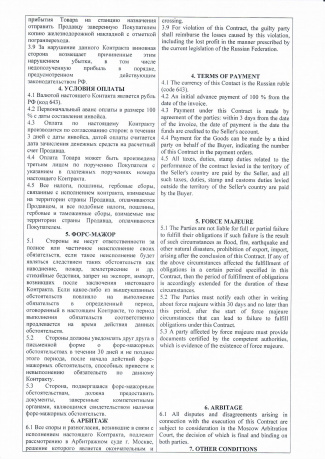 прибытия Товара на станцию назначения
отправить Продавцу заверенную Покупателем
копию железнодорожной накладной с отметкой
погранперехода.
3.9 За нарушения данного Контракта виновная
сторона возмещает причиненные этим
нарушением убытки, в том числе
недополученную прибыль в порядке,
предусмотренном действующим
законодательством РФ.
4. УСЛОВИЯ ОПЛАТЫ
4.1 Валютой настоящего Контракта является рубль
РФ (код 643).
4.2 Первоначальный аванс оплаты в размере 100
% с даты выставления инвойса.
4.3 Оплата по настоящему Контракту
производится по согласованию сторон: в течении
3 дней с даты инвойса, датой оплаты считается
дата зачисления денежных средств на расчетный
счет Продавца.
4.4 Оплата Товара может быть произведена
третьим лицом по поручению Покупателя с
указанием в платежных поручениях номера
настоящего Контракта.
4.5 Все налоги, пошлины, гербовые сборы,
связанные с исполнением контракта, взимаемые
на территории страны Продавца, оплачиваются
Продавцом, и все подобные налоги, пошлины,
гербовые и таможенные сборы, взимаемые вне
территории страны Продавца, оплачиваются
Покупателем.
5. ФОРС-МАЖОР
5.1 Стороны не несут ответственности за
полное или частичное неисполнение своих
обязательств, если такое неисполнение будет
являться следствием таких обстоятельств как
наводнение, пожар, землетрясение и др.
стихийные бедствия, запрет на экспорт, импорт,
возникших после заключения настоящего
Контракта. Если какое-либо из вышеуказанных
обстоятельств повлияло на выполнение
обязательств в определенный период,
оговоренный в настоящем Контракте, то период
выполнения обязательств соответственно
продлевается на время действия данных
обстоятельств.
5.2 Стороны должны уведомлять друг друга в
письменной форме о форс-мажорных
обстоятельствах в течении 30 дней и не позднее
этого периода, после начала действий форс-
мажорных обстоятельств, способных привести к
невыполнению обязательств по данному
Контракту.
5.3 Сторона, подвергшаяся форс-мажорным
обстоятельствам, должна предоставить
документы, заверенные компетентными
органами, являющиеся свидетельством наличия
форс-мажорных обстоятельств.
6. АРБИТАЖ
6.1 Все споры и разногласия, возникшие в связи с
исполнением настоящего Контракта, подлежат
рассмотрению в Арбитражном суде г. Москве,
решение которого является окончательным и
crossing.
3.9 For violation of this Contract, the guilty party
shall reimburse the losses caused by this violation,
including the lost profit in the manner prescribed by
the current legislation of the Russian Federation.
4. TERMS OF PAYMENT
4.1 The currency of this Contract is the Russian ruble
(code 643).
4.2 An initial advance payment of 100 % from the
date of invoice.
4.3 Payment under this Contract is made by
agreement of the parties: within 3 days from the date
of the invoice, the date of payment is the date the
funds are credited to the Seller's account.
4.4 Payment for the Goods can be made by a third
party on behalf of the Buyer, indicating the number
of this Contract in the payment orders.
4.5 All taxes, duties, stamp duties related to the
performance of the contract levied in the territory of
the Seller's country are paid by the Seller, and all
such taxes, duties, stamp and customs duties levied
outside the territory of the Seller's country are paid
by the Buyer.
5. FORCE MAJEURE
5.1 The Parties are not liable for full or partial failure
to fulfill their obligations if such failure is the result
of such circumstances as flood, fire, earthquake and
other natural disasters, prohibition of export, import,
arising after the conclusion of this Contract. If any of
the above circumstances affected the fulfillment of
obligations in a certain period specified in this
Contract, then the period of fulfillment of obligations
is accordingly extended for the duration of these
circumstances.
5.2 The Parties must notify each other in writing
about force majeure within 30 days and no later than
this period, after the start of force majeure
circumstances that can lead to failure to fulfill
obligations under this Contract.
5.3 A party affected by force majeure must provide
documents certified by the competent authorities,
which is evidence of the existence of force majeure.
6. ARBITAGE
6.1 All disputes and disagreements arising in
connection with the execution of this Contract are
subject to consideration in the Moscow Arbitration
Court, the decision of which is final and binding on
both parties.
7. OTHER CONDITIONS